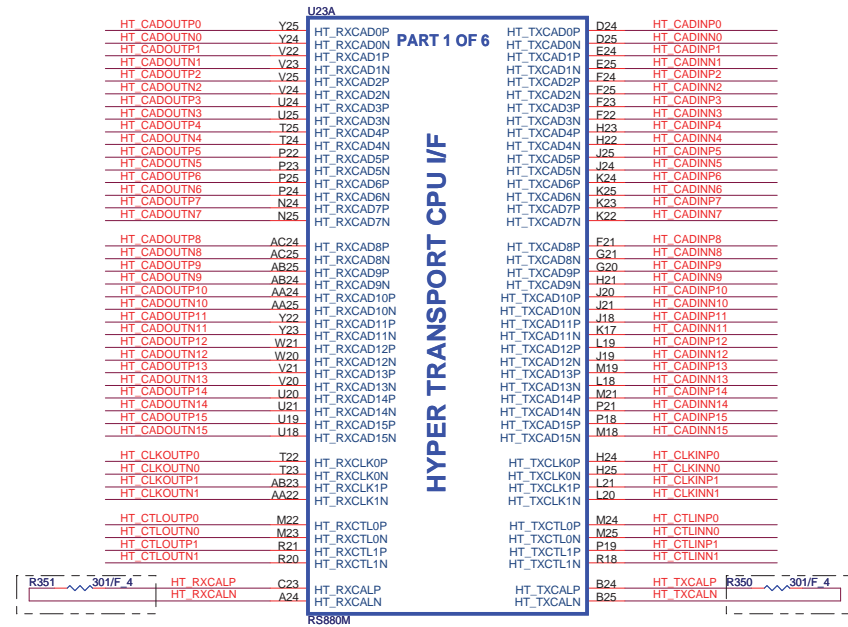 U23A
PART 1 OF 6
HYPER TRANSPORT CPU I/F
HT_CADOUTP0 Y25 HT_RXCAD0P HT_TXCAD0P D24 HT_CADINP0
HT_CADOUTN0 Y24 HT_RXCAD0N HT_TXCAD0N D25 HT_CADINN0
HT_CADOUTP1 V22 HT_RXCAD1P HT_TXCAD1P E24 HT_CADINP1
HT_CADOUTN1 V23 HT_RXCAD1N HT_TXCAD1N E25 HT_CADINN1
HT_CADOUTP2 V25 HT_RXCAD2P HT_TXCAD2P F24 HT_CADINP2
HT_CADOUTN2 V24 HT_RXCAD2N HT_TXCAD2N F25 HT_CADINN2
HT_CADOUTP3 U24 HT_RXCAD3P HT_TXCAD3P F23 HT_CADINP3
HT_CADOUTN3 U25 HT_RXCAD3N HT_TXCAD3N F22 HT_CADINN3
HT_CADOUTP4 T25 HT_RXCAD4P HT_TXCAD4P H23 HT_CADINP4
HT_CADOUTN4 T24 HT_RXCAD4N HT_TXCAD4N H22 HT_CADINN4
HT_CADOUTP5 P22 HT_RXCAD5P HT_TXCAD5P J25 HT_CADINP5
HT_CADOUTN5 P23 HT_RXCAD5N HT_TXCAD5N J24 HT_CADINN5
HT_CADOUTP6 P25 HT_RXCAD6P HT_TXCAD6P K24 HT_CADINP6
HT_CADOUTN6 P24 HT_RXCAD6N HT_TXCAD6N K25 HT_CADINN6
HT_CADOUTP7 N24 HT_RXCAD7P HT_TXCAD7P K23 HT_CADINP7
HT_CADOUTN7 N25 HT_RXCAD7N HT_TXCAD7N K22 HT_CADINN7
HT_CADOUTP8 AC24 HT_RXCAD8P HT_TXCAD8P F21 HT_CADINP8
HT_CADOUTN8 AC25 HT_RXCAD8N HT_TXCAD8N G21 HT_CADINN8
HT_CADOUTP9 AB25 HT_RXCAD9P HT_TXCAD9P G20 HT_CADINP9
HT_CADOUTN9 AB24 HT_RXCAD9N HT_TXCAD9N H21 HT_CADINN9
HT_CADOUTP10 AA24 HT_RXCAD10P HT_TXCAD10P J20 HT_CADINP10
HT_CADOUTN10 AA25 HT_RXCAD10N HT_TXCAD10N J21 HT_CADINN10
HT_CADOUTP11 Y22 HT_RXCAD11P HT_TXCAD11P J18 HT_CADINP11
HT_CADOUTN11 Y23 HT_RXCAD11N HT_TXCAD11N K17 HT_CADINN11
HT_CADOUTP12 W21 HT_RXCAD12P HT_TXCAD12P L19 HT_CADINP12
HT_CADOUTN12 W20 HT_RXCAD12N HT_TXCAD12N J19 HT_CADINN12
HT_CADOUTP13 V21 HT_RXCAD13P HT_TXCAD13P M19 HT_CADINP13
HT_CADOUTN13 V20 HT_RXCAD13N HT_TXCAD13N L18 HT_CADINN13
HT_CADOUTP14 U20 HT_RXCAD14P HT_TXCAD14P M21 HT_CADINP14
HT_CADOUTN14 U21 HT_RXCAD14N HT_TXCAD14N P21 HT_CADINN14
HT_CADOUTP15 U19 HT_RXCAD15P HT_TXCAD15P P18 HT_CADINP15
HT_CADOUTN15 U18 HT_RXCAD15N HT_TXCAD15N M18 HT_CADINN15
HT_CLKOUTP0 T22 HT_RXCLK0P HT_TXCLK0P H24 HT_CLKINP0
HT_CLKOUTN0 T23 HT_RXCLK0N HT_TXCLK0N H25 HT_CLKINN0
HT_CLKOUTP1 AB23 HT_RXCLK1P HT_TXCLK1P L21 HT_CLKINP1
HT_CLKOUTN1 AA22 HT_RXCLK1N HT_TXCLK1N L20 HT_CLKINN1
HT_CTLOUTP0 M22 HT_RXCTL0P HT_TXCTL0P M24 HT_CTLINP0
HT_CTLOUTN0 M23 HT_RXCTL0N HT_TXCTL0N M25 HT_CTLINN0
HT_CTLOUTP1 R21 HT_RXCTL1P HT_TXCTL1P P19 HT_CTLINP1
HT_CTLOUTN1 R20 HT_RXCTL1N HT_TXCTL1N R18 HT_CTLINN1
R351 301/F_4 HT_RXCALP C23 HT_RXCALP HT_TXCALP B24 HT_TXCALP R350 301/F_4
HT_RXCALN A24 HT_RXCALN HT_TXCALN B25 HT_TXCALN
RS880M